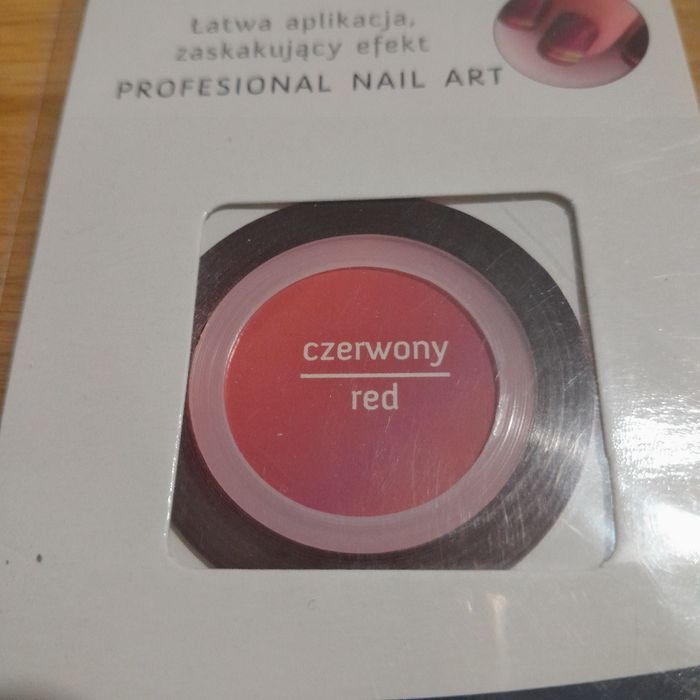 Łatwa aplikacja,
zaskakujący efekt
PROFESIONAL NAIL ART
czerwony
red